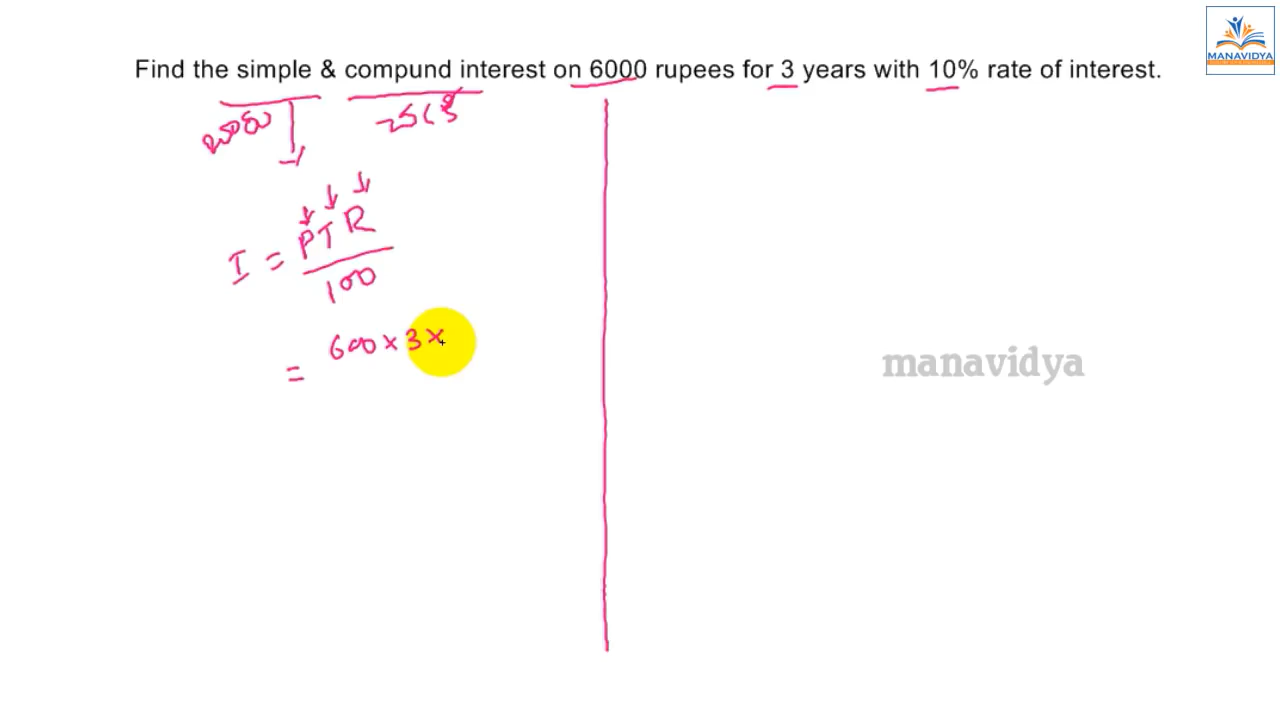 MANAVIDYA
Find the simple & compund interest on 6000 rupees for 3 years with 10% rate of interest.
I = PTR
100
= 600 × 3 ×
manavidya